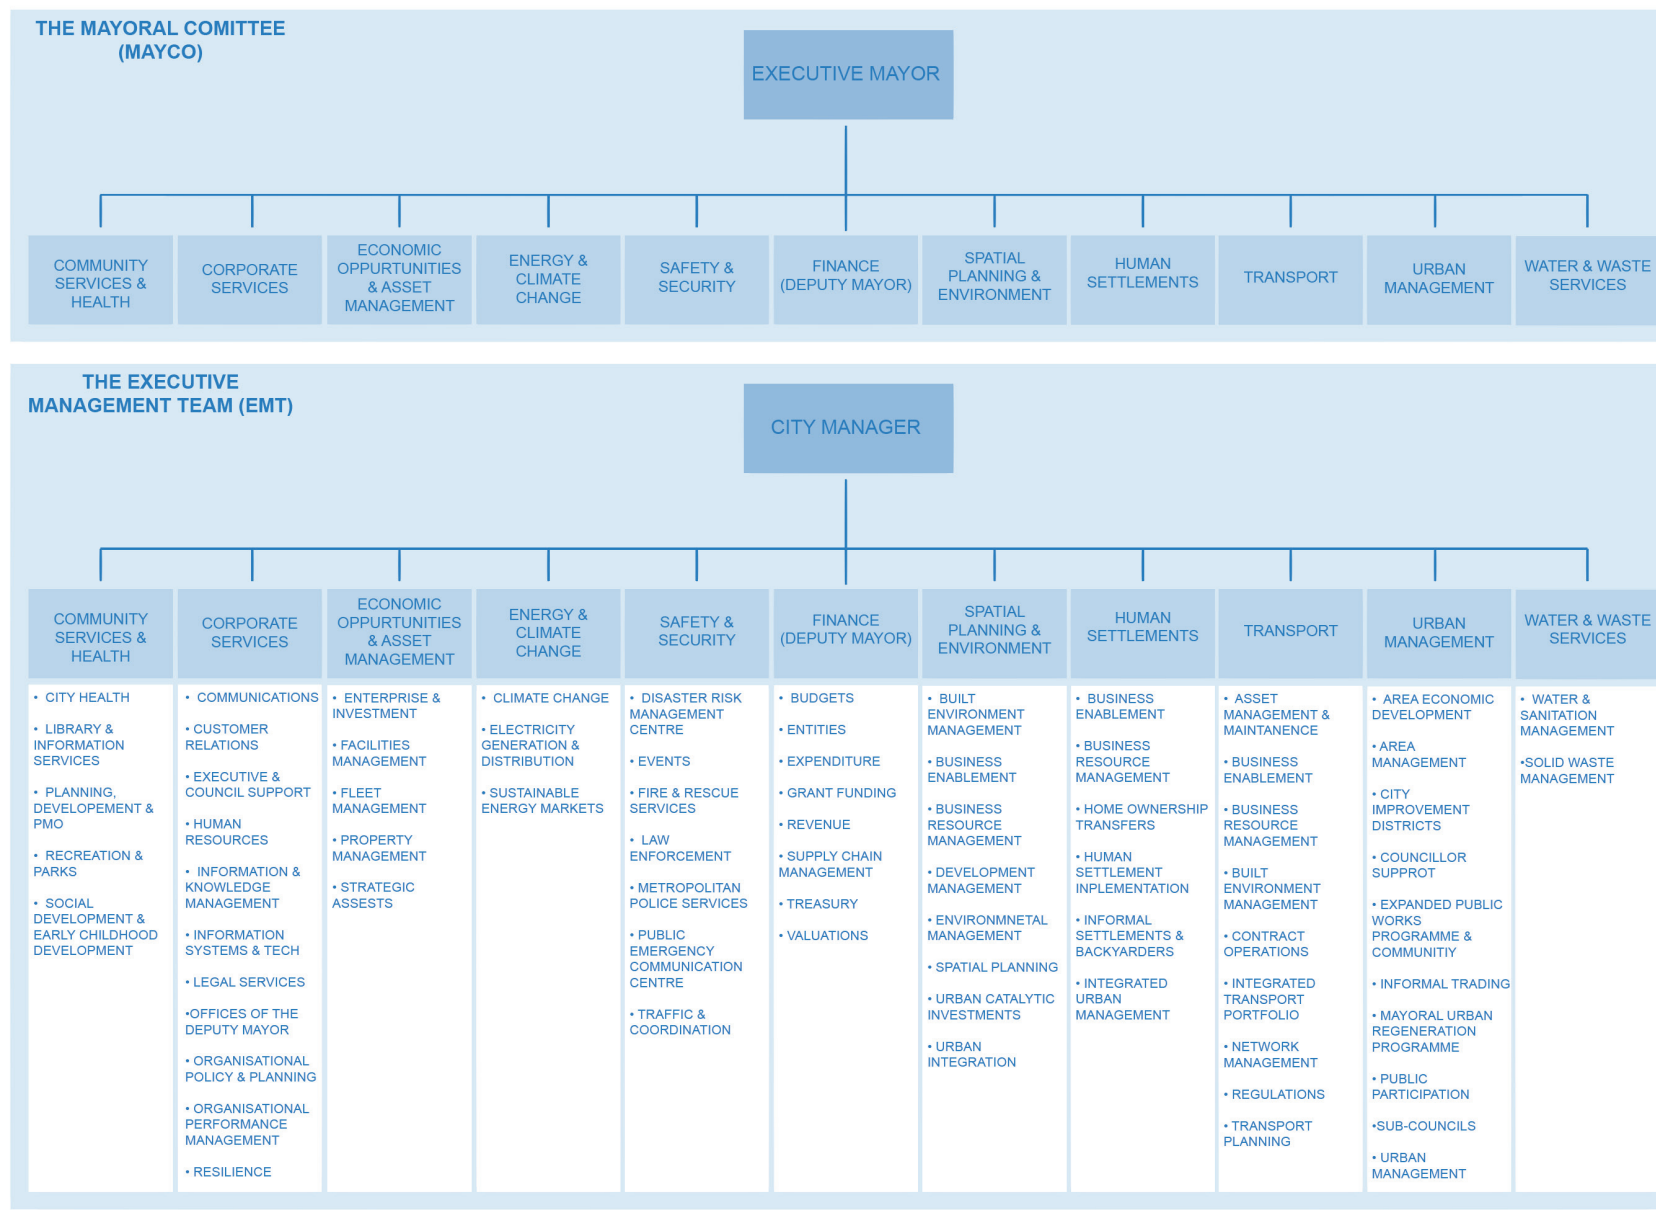 THE MAYORAL COMITTEE
(MAYCO)
EXECUTIVE MAYOR
COMMUNITY
SERVICES &
HEALTH
CORPORATE
SERVICES
ECONOMIC
OPPURTUNITIES
& ASSET
MANAGEMENT
ENERGY &
CLIMATE
CHANGE
SAFETY &
SECURITY
FINANCE
(DEPUTY MAYOR)
SPATIAL
PLANNING &
ENVIRONMENT
HUMAN
SETTLEMENTS
TRANSPORT
URBAN
MANAGEMENT
WATER & WASTE
SERVICES
THE EXECUTIVE
MANAGEMENT TEAM (EMT)
CITY MANAGER
COMMUNITY
SERVICES &
HEALTH
• CITY HEALTH
• LIBRARY &
INFORMATION
SERVICES
• PLANNING,
DEVELOPEMENT &
PMO
• RECREATION &
PARKS
• SOCIAL
DEVELOPMENT &
EARLY CHILDHOOD
DEVELOPMENT
CORPORATE
SERVICES
• COMMUNICATIONS
• CUSTOMER
RELATIONS
• EXECUTIVE &
COUNCIL SUPPORT
• HUMAN
RESOURCES
• INFORMATION &
KNOWLEDGE
MANAGEMENT
• INFORMATION
SYSTEMS & TECH
• LEGAL SERVICES
•OFFICES OF THE
DEPUTY MAYOR
• ORGANISATIONAL
POLICY & PLANNING
• ORGANISATIONAL
PERFORMANCE
MANAGEMENT
• RESILIENCE
ECONOMIC
OPPURTUNITIES
& ASSET
MANAGEMENT
• ENTERPRISE &
INVESTMENT
• FACILITIES
MANAGEMENT
• FLEET
MANAGEMENT
• PROPERTY
MANAGEMENT
• STRATEGIC
ASSESTS
ENERGY &
CLIMATE
CHANGE
• CLIMATE CHANGE
• ELECTRICITY
GENERATION &
DISTRIBUTION
• SUSTAINABLE
ENERGY MARKETS
SAFETY &
SECURITY
• DISASTER RISK
MANAGEMENT
CENTRE
• EVENTS
• FIRE & RESCUE
SERVICES
• LAW
ENFORCEMENT
• METROPOLITAN
POLICE SERVICES
• PUBLIC
EMERGENCY
COMMUNICATION
CENTRE
• TRAFFIC &
COORDINATION
FINANCE
(DEPUTY MAYOR)
• BUDGETS
• ENTITIES
• EXPENDITURE
• GRANT FUNDING
• REVENUE
• SUPPLY CHAIN
MANAGEMENT
• TREASURY
• VALUATIONS
SPATIAL
PLANNING &
ENVIRONMENT
• BUILT
ENVIRONMENT
MANAGEMENT
• BUSINESS
ENABLEMENT
• BUSINESS
RESOURCE
MANAGEMENT
• DEVELOPMENT
MANAGEMENT
• ENVIRONMNETAL
MANAGEMENT
• SPATIAL PLANNING
• URBAN CATALYTIC
INVESTMENTS
• URBAN
INTEGRATION
HUMAN
SETTLEMENTS
• BUSINESS
ENABLEMENT
• BUSINESS
RESOURCE
MANAGEMENT
• HOME OWNERSHIP
TRANSFERS
• HUMAN
SETTLEMENT
INPLEMENTATION
• INFORMAL
SETTLEMENTS &
BACKYARDERS
• INTEGRATED
URBAN
MANAGEMENT
TRANSPORT
• ASSET
MANAGEMENT &
MAINTANENCE
• BUSINESS
ENABLEMENT
• BUSINESS
RESOURCE
MANAGEMENT
• BUILT
ENVIRONMENT
MANAGEMENT
• CONTRACT
OPERATIONS
• INTEGRATED
TRANSPORT
PORTFOLIO
• NETWORK
MANAGEMENT
• REGULATIONS
• TRANSPORT
PLANNING
URBAN
MANAGEMENT
• AREA ECONOMIC
DEVELOPMENT
• AREA
MANAGEMENT
• CITY
IMPROVEMENT
DISTRICTS
• COUNCILLOR
SUPPROT
• EXPANDED PUBLIC
WORKS
PROGRAMME &
COMMUNITIY
• INFORMAL TRADING
• MAYORAL URBAN
REGENERATION
PROGRAMME
• PUBLIC
PARTICIPATION
•SUB-COUNCILS
• URBAN
MANAGEMENT
WATER & WASTE
SERVICES
• WATER &
SANITATION
MANAGEMENT
•SOLID WASTE
MANAGEMENT